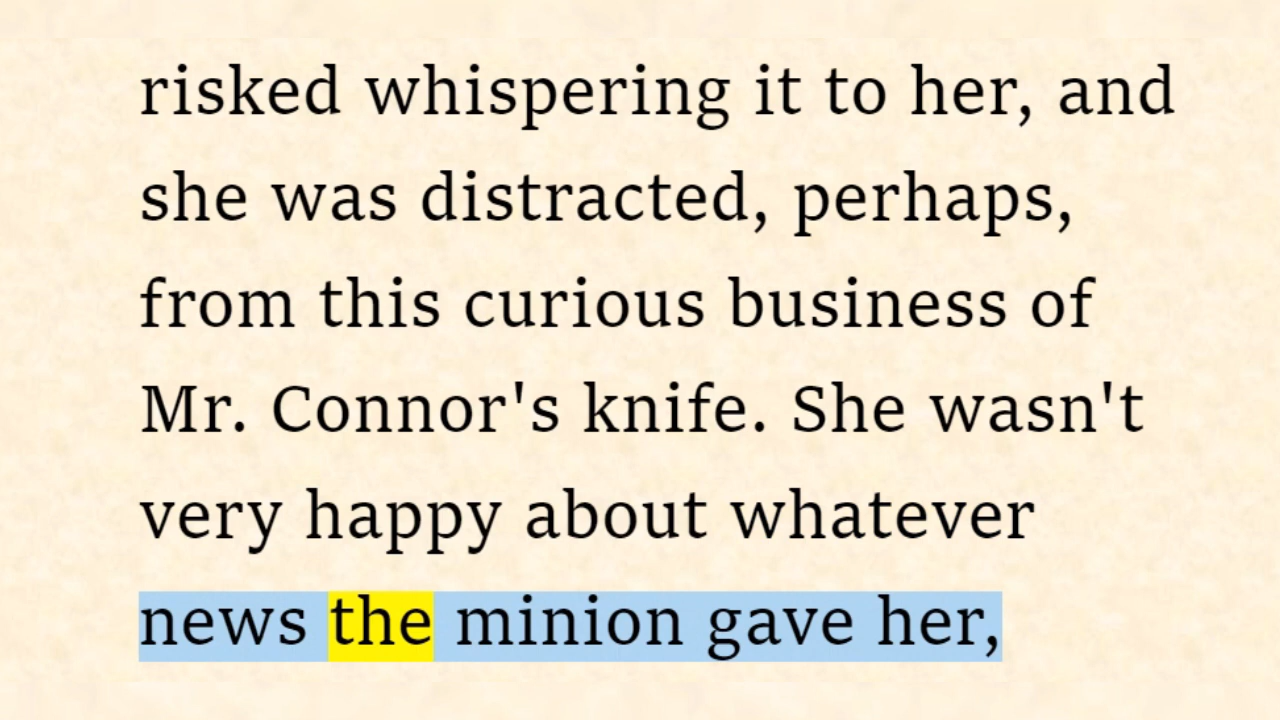 risked whispering it to her, and
she was distracted, perhaps,
from this curious business of
Mr. Connor's knife. She wasn't
very happy about whatever
news the minion gave her,